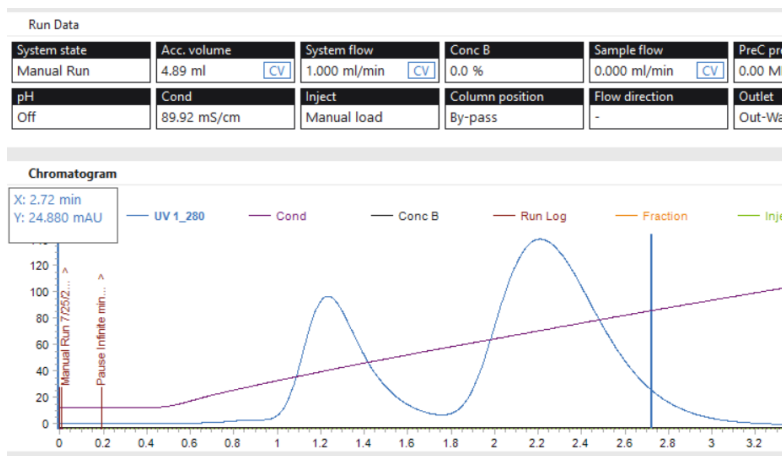 Run Data
System state Acc. volume System flow Conc B Sample flow PreC pre
Manual Run 4.89 ml CV 1.000 ml/min CV 0.0 % 0.000 ml/min CV 0.00 M
pH Cond Inject Column position Flow direction Outlet
Off 89.92 mS/cm Manual load By-pass - Out-Wa
Chromatogram
X: 2.72 min
Y: 24.880 mAU
UV 1_280 Cond Conc B Run Log Fraction Inje
120
100
80
60
40
20
0
Manual Run 7/25/2... >
Pause Infinite min... >
0 0.2 0.4 0.6 0.8 1 1.2 1.4 1.6 1.8 2 2.2 2.4 2.6 2.8 3 3.2